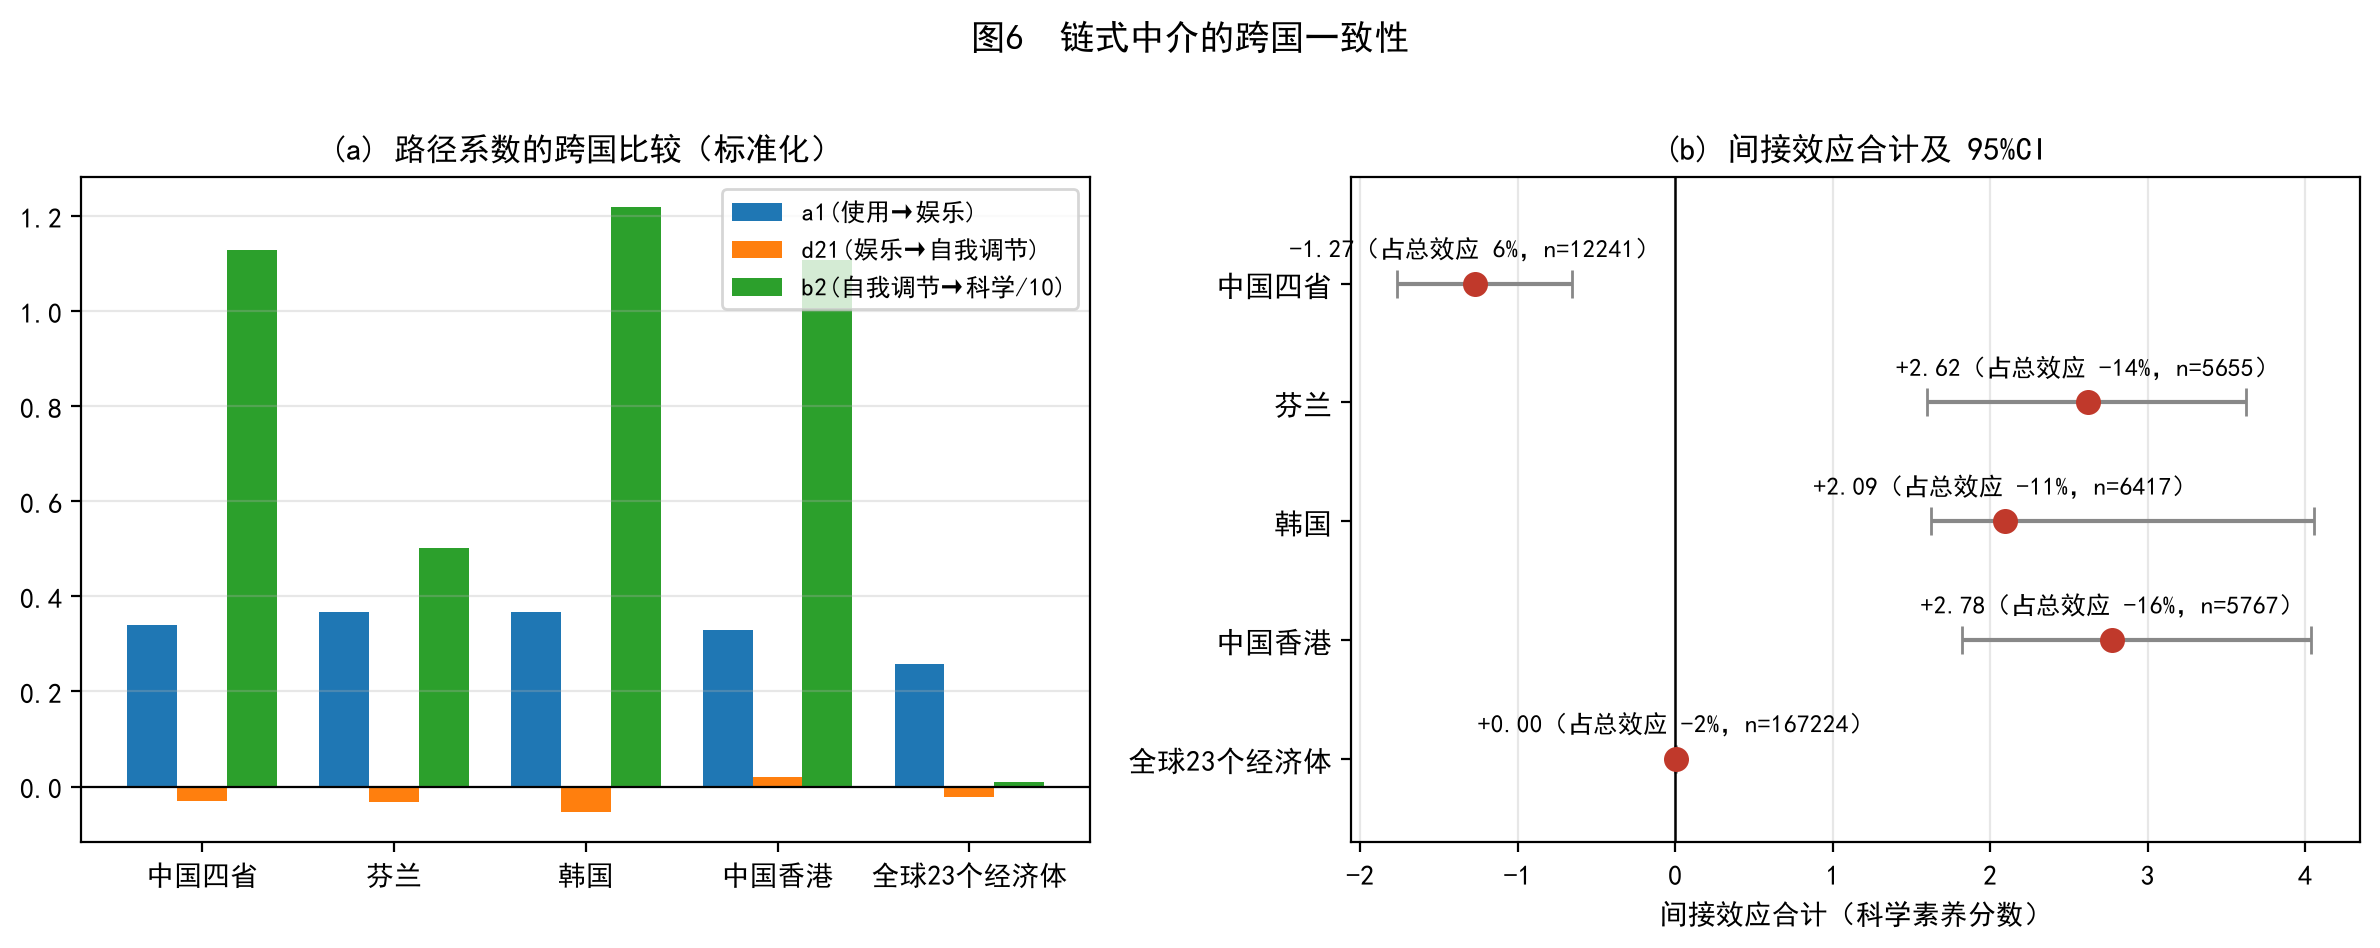 图6  链式中介的跨国一致性
(a) 路径系数的跨国比较（标准化）
1.2
1.0
0.8
0.6
0.4
0.2
0.0
a1(使用→娱乐)
d21(娱乐→自我调节)
b2(自我调节→科学/10)
中国四省
芬兰
韩国
中国香港
全球23个经济体
(b) 间接效应合计及 95%CI
−1.27（占总效应 6%，n=12241）
中国四省
+2.62（占总效应 −14%，n=5655）
芬兰
+2.09（占总效应 −11%，n=6417）
韩国
+2.78（占总效应 −16%，n=5767）
中国香港
+0.00（占总效应 −2%，n=167224）
全球23个经济体
−2
−1
0
1
2
3
4
间接效应合计（科学素养分数）